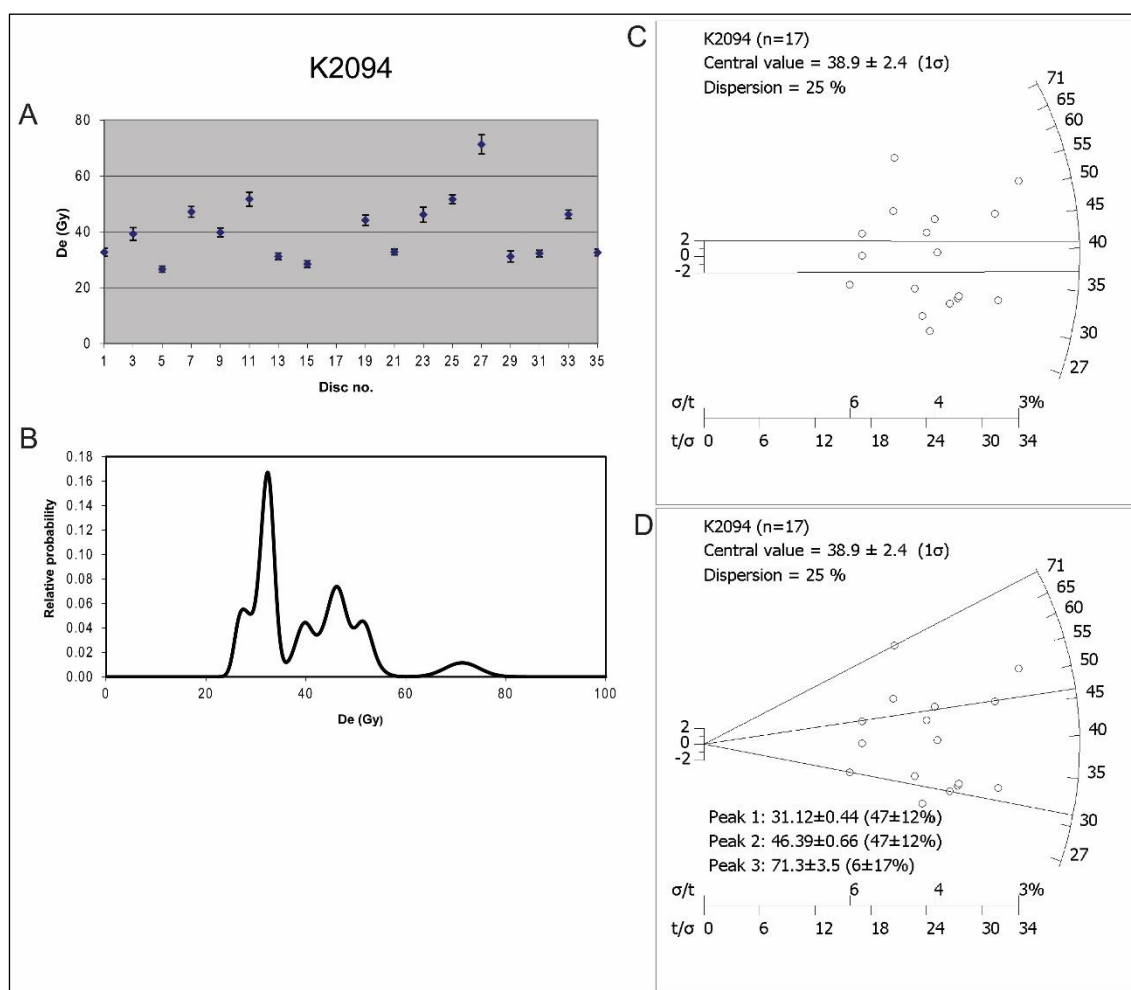 K2094
A
80
60
40
20
0
De (Gy)
1 3 5 7 9 11 13 15 17 19 21 23 25 27 29 31 33 35
Disc no.
B
0.18
0.16
0.14
0.12
0.10
0.08
0.06
0.04
0.02
0.00
Relative probability
0 20 40 60 80 100
De (Gy)
C
K2094 (n=17)
Central value = 38.9 ± 2.4 (1σ)
Dispersion = 25 %
71
65
60
55
50
45
40
35
30
27
2
0
-2
σ/t 6 4 3%
t/σ 0 6 12 18 24 30 34
D
K2094 (n=17)
Central value = 38.9 ± 2.4 (1σ)
Dispersion = 25 %
71
65
60
55
50
45
40
35
30
27
2
0
-2
Peak 1: 31.12±0.44 (47±12%)
Peak 2: 46.39±0.66 (47±12%)
Peak 3: 71.3±3.5 (6±17%)
σ/t 6 4 3%
t/σ 0 6 12 18 24 30 34